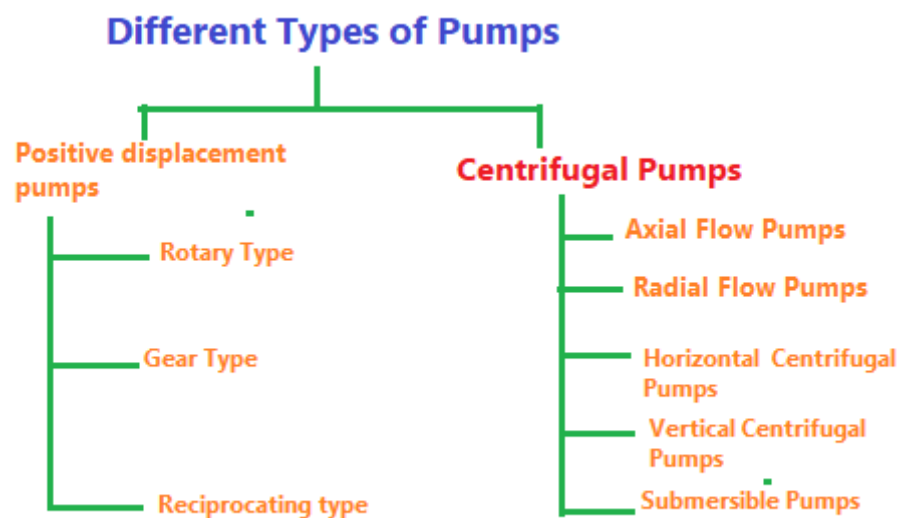 Different Types of Pumps
Positive displacement
pumps
Rotary Type
Gear Type
Reciprocating type
Centrifugal Pumps
Axial Flow Pumps
Radial Flow Pumps
Horizontal Centrifugal
Pumps
Vertical Centrifugal
Pumps
Submersible Pumps